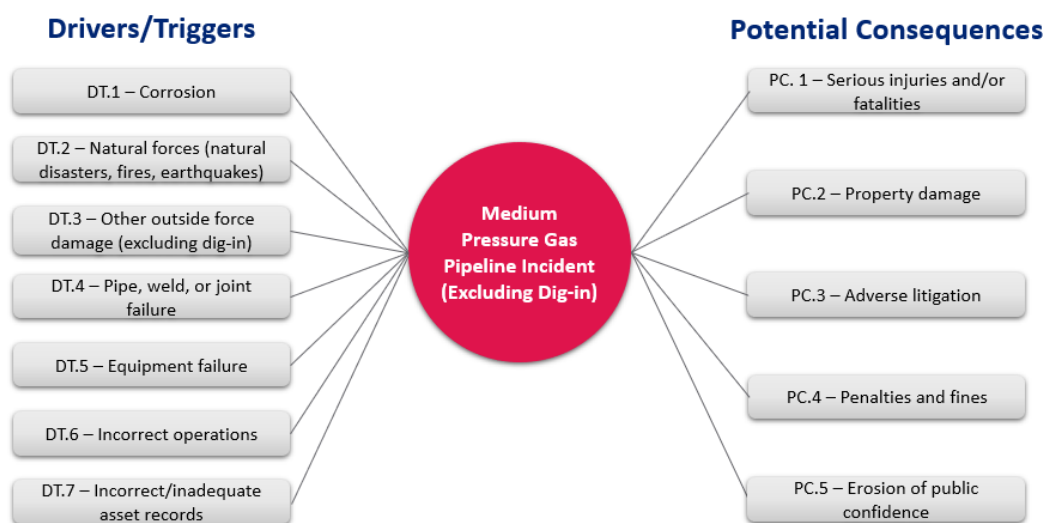 Drivers/Triggers
DT.1 – Corrosion
DT.2 – Natural forces (natural
disasters, fires, earthquakes)
DT.3 – Other outside force
damage (excluding dig-in)
DT.4 – Pipe, weld, or joint
failure
DT.5 – Equipment failure
DT.6 – Incorrect operations
DT.7 – Incorrect/inadequate
asset records
Medium
Pressure Gas
Pipeline Incident
(Excluding Dig-in)
Potential Consequences
PC. 1 – Serious injuries and/or
fatalities
PC.2 – Property damage
PC.3 – Adverse litigation
PC.4 – Penalties and fines
PC.5 – Erosion of public
confidence